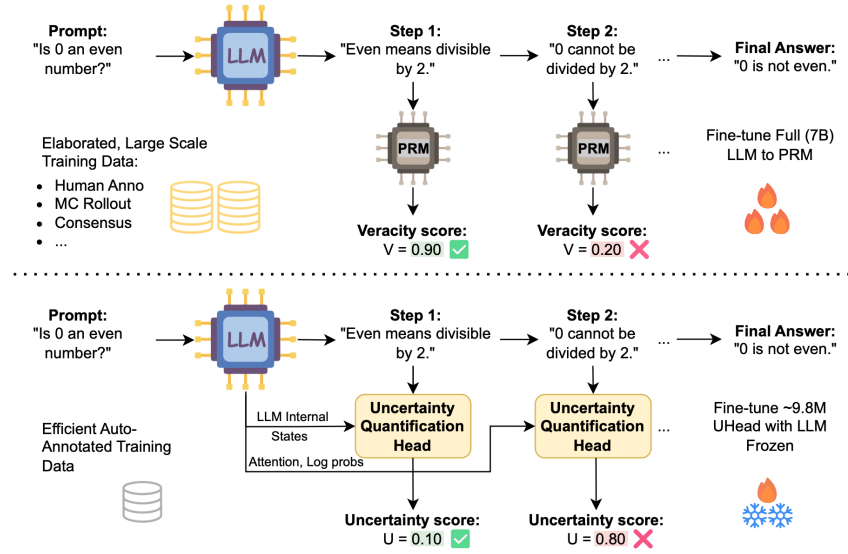 Prompt:
"Is 0 an even
number?"
LLM
Step 1:
"Even means divisible
by 2."
Step 2:
"0 cannot be
divided by 2."
...
Final Answer:
"0 is not even."
Elaborated, Large Scale
Training Data:
• Human Anno
• MC Rollout
• Consensus
• ...
PRM
PRM
...
Fine-tune Full (7B)
LLM to PRM
Veracity score:
V = 0.90
Veracity score:
V = 0.20
Prompt:
"Is 0 an even
number?"
LLM
Step 1:
"Even means divisible
by 2."
Step 2:
"0 cannot be
divided by 2."
...
Final Answer:
"0 is not even."
Efficient Auto-
Annotated Training
Data
LLM Internal
States
Attention, Log probs
Uncertainty
Quantification
Head
Uncertainty
Quantification
Head
...
Fine-tune ~9.8M
UHead with LLM
Frozen
Uncertainty score:
U = 0.10
Uncertainty score:
U = 0.80